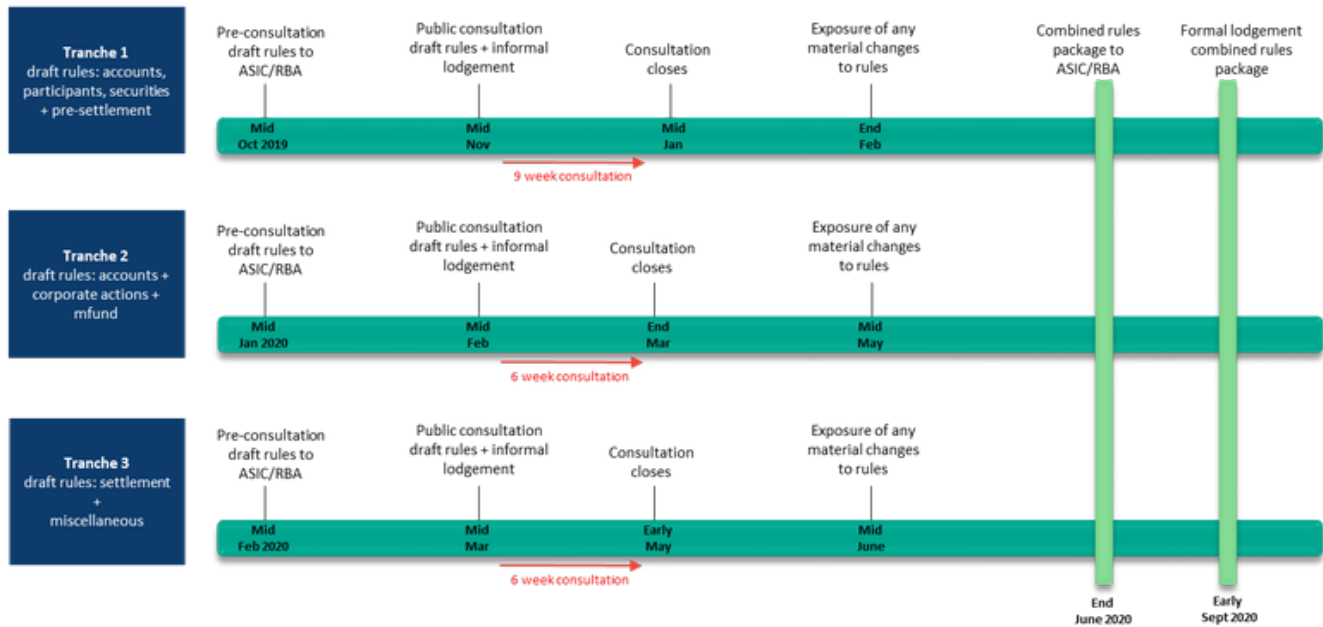 Tranche 1
draft rules: accounts,
participants, securities
+ pre-settlement
Pre-consultation
draft rules to
ASIC/RBA
Public consultation
draft rules + informal
lodgement
Consultation
closes
Exposure of any
material changes
to rules
Combined rules
package to
ASIC/RBA
Formal lodgement
combined rules
package
Mid
Oct 2019
Mid
Nov
Mid
Jan
End
Feb
9 week consultation
Tranche 2
draft rules: accounts +
corporate actions +
mfund
Pre-consultation
draft rules to
ASIC/RBA
Public consultation
draft rules + informal
lodgement
Consultation
closes
Exposure of any
material changes
to rules
Mid
Jan 2020
Mid
Feb
End
Mar
Mid
May
6 week consultation
Tranche 3
draft rules: settlement
+
miscellaneous
Pre-consultation
draft rules to
ASIC/RBA
Public consultation
draft rules + informal
lodgement
Consultation
closes
Exposure of any
material changes
to rules
Mid
Feb 2020
Mid
Mar
Early
May
Mid
June
6 week consultation
End
June 2020
Early
Sept 2020